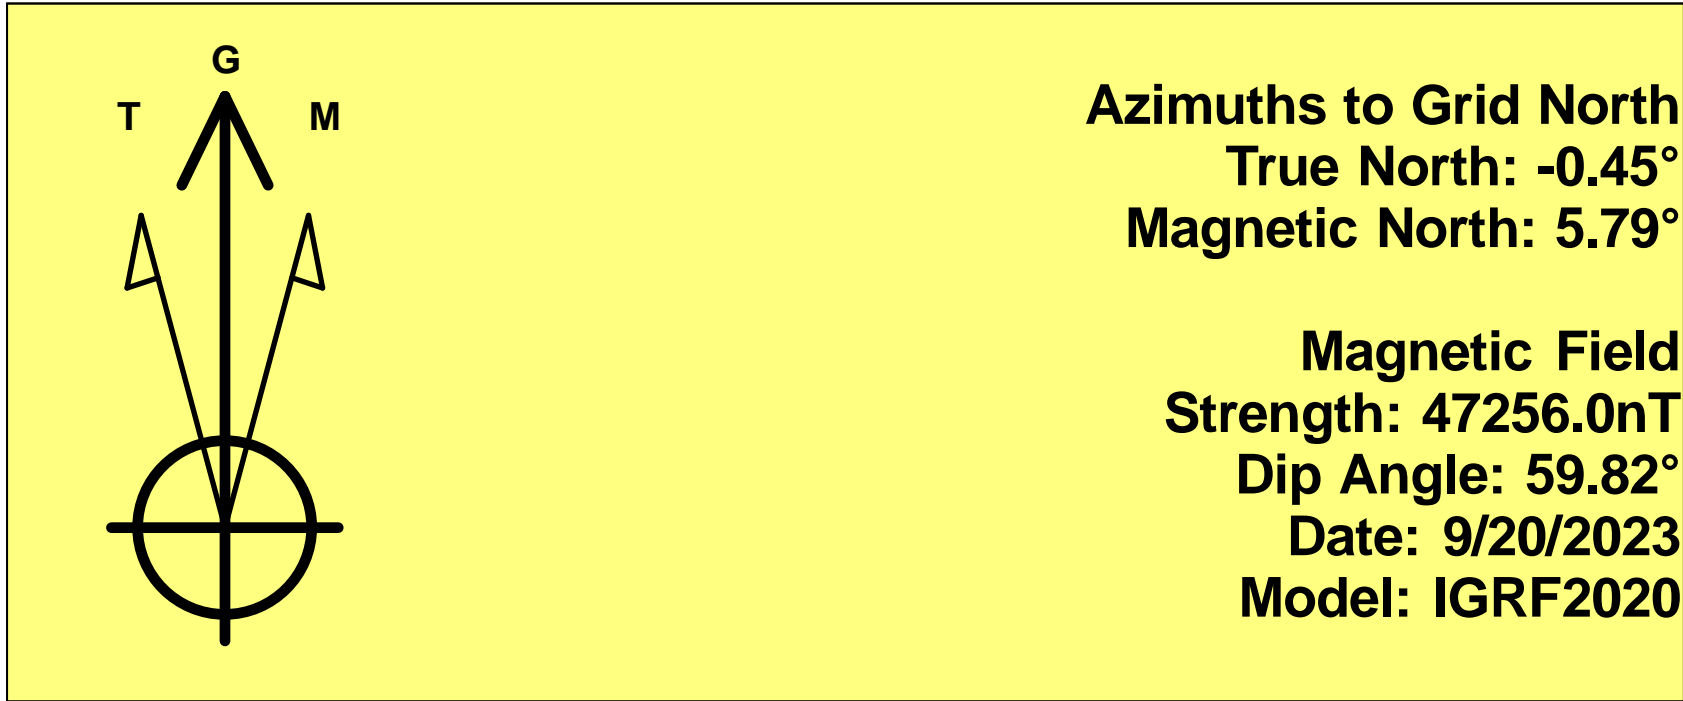 G
T M
Azimuths to Grid North
True North: -0.45°
Magnetic North: 5.79°
Magnetic Field
Strength: 47256.0nT
Dip Angle: 59.82°
Date: 9/20/2023
Model: IGRF2020